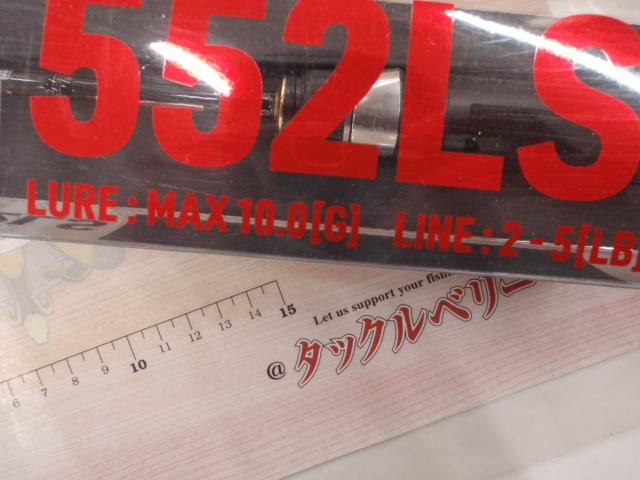 552LS
LURE : MAX 10.0[G] LINE : 2 - 5[LB]
Let us support your fishi
@タックルベリー
6 7 8 9 10 11 12 13 14 15